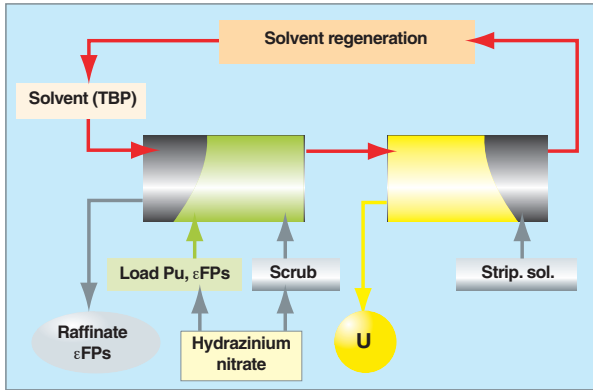 Solvent regeneration
Solvent (TBP)
Load Pu, εFPs
Scrub
Strip. sol.
Raffinate
εFPs
Hydrazinium
nitrate
U